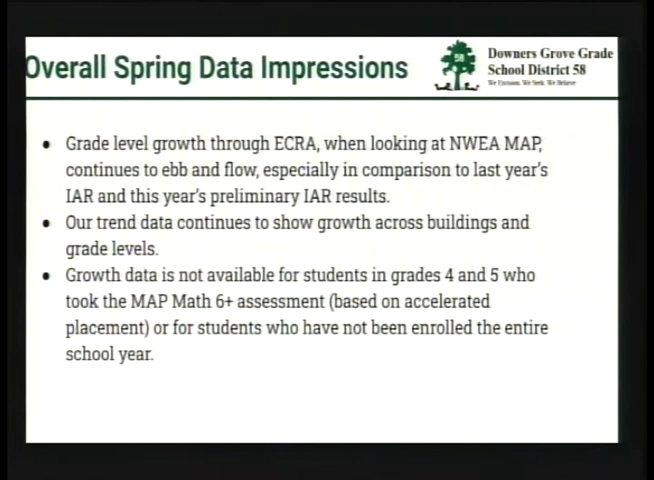 Overall Spring Data Impressions
58
Downers Grove Grade
School District 58
We Envision. We Seek. We Believe
• Grade level growth through ECRA, when looking at NWEA MAP,
continues to ebb and flow, especially in comparison to last year's
IAR and this year's preliminary IAR results.
• Our trend data continues to show growth across buildings and
grade levels.
• Growth data is not available for students in grades 4 and 5 who
took the MAP Math 6+ assessment (based on accelerated
placement) or for students who have not been enrolled the entire
school year.